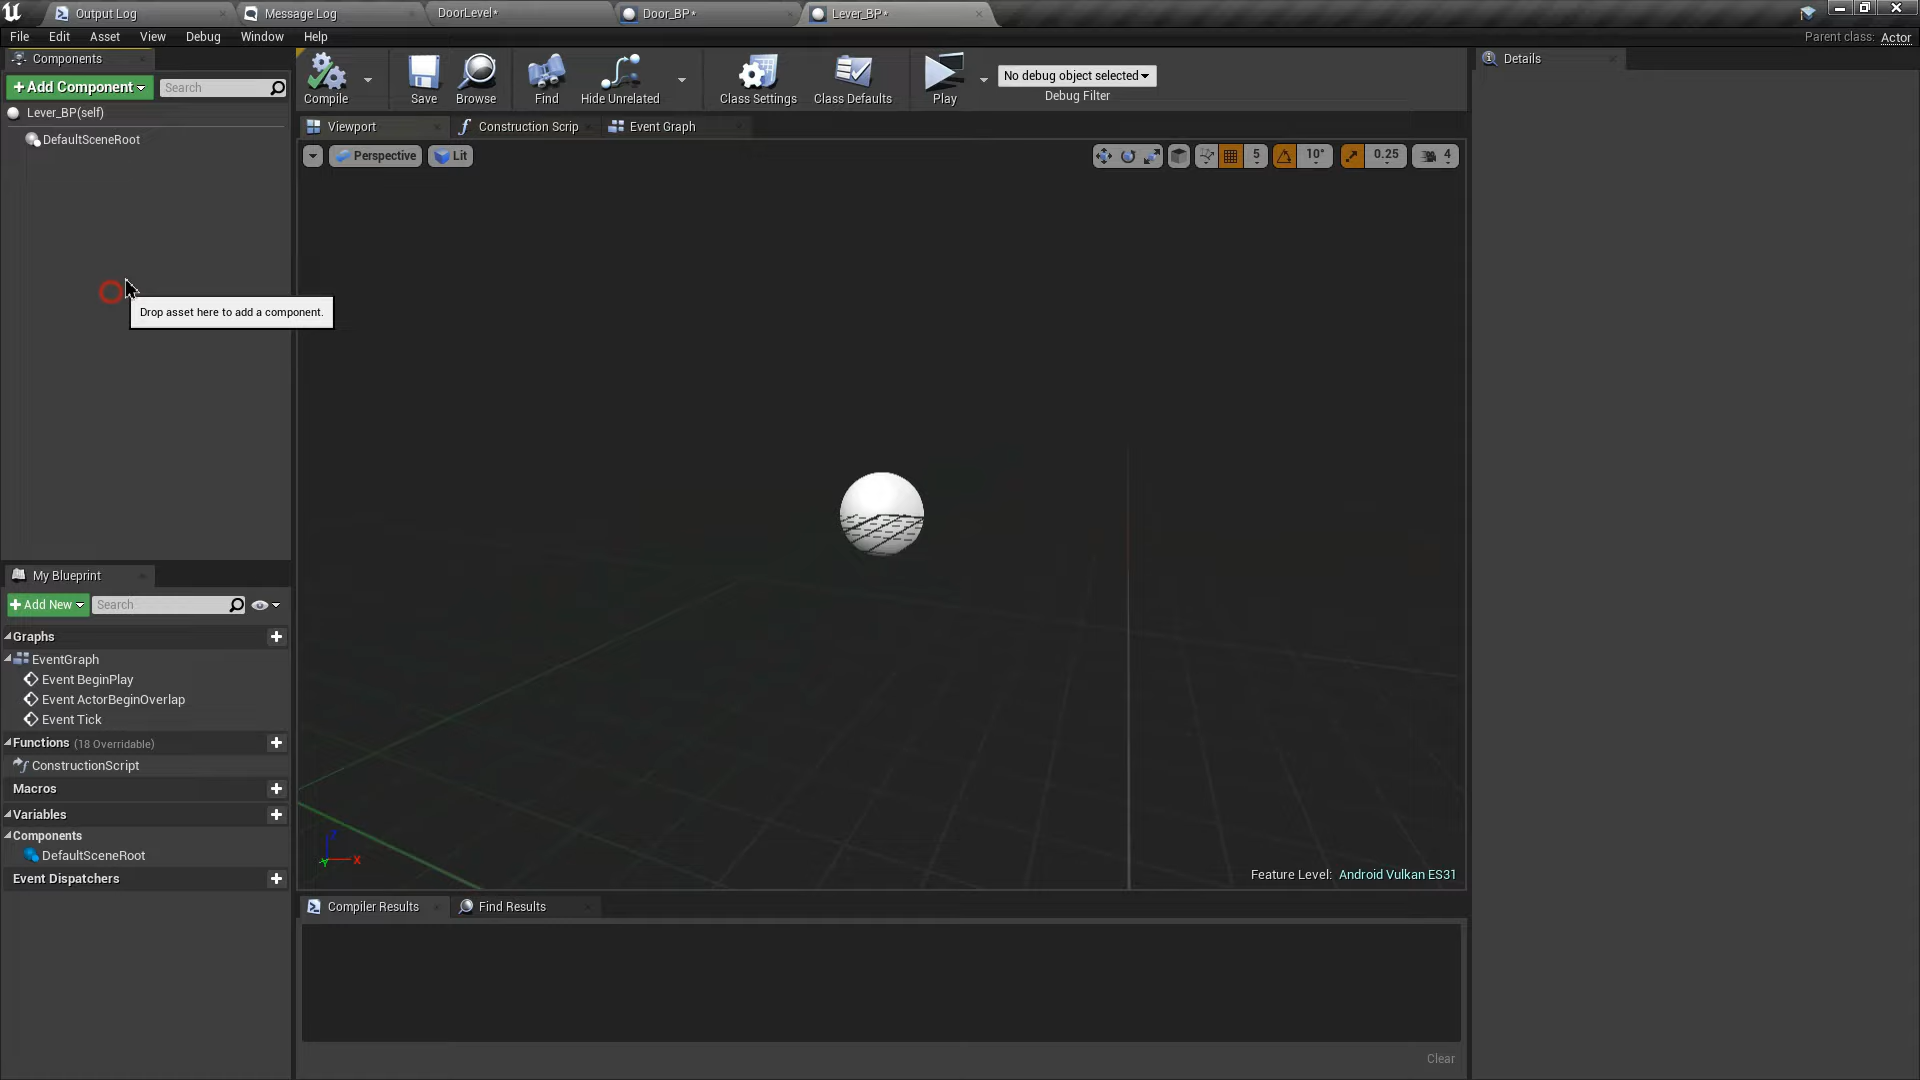 Output Log
Message Log
DoorLevel*
Door_BP*
Lever_BP*
File Edit Asset View Debug Window Help
Parent class: Actor
Components
+Add Component
Search
Lever_BP(self)
DefaultSceneRoot
Drop asset here to add a component.
Compile
Save
Browse
Find
Hide Unrelated
Class Settings
Class Defaults
Play
No debug object selected
Debug Filter
Details
Viewport
Construction Scrip
Event Graph
Perspective
Lit
5
10°
0.25
4
X
Feature Level: Android Vulkan ES31
My Blueprint
+Add New
Search
Graphs
EventGraph
Event BeginPlay
Event ActorBeginOverlap
Event Tick
Functions (18 Overridable)
ConstructionScript
Macros
Variables
Components
DefaultSceneRoot
Event Dispatchers
Compiler Results
Find Results
Clear